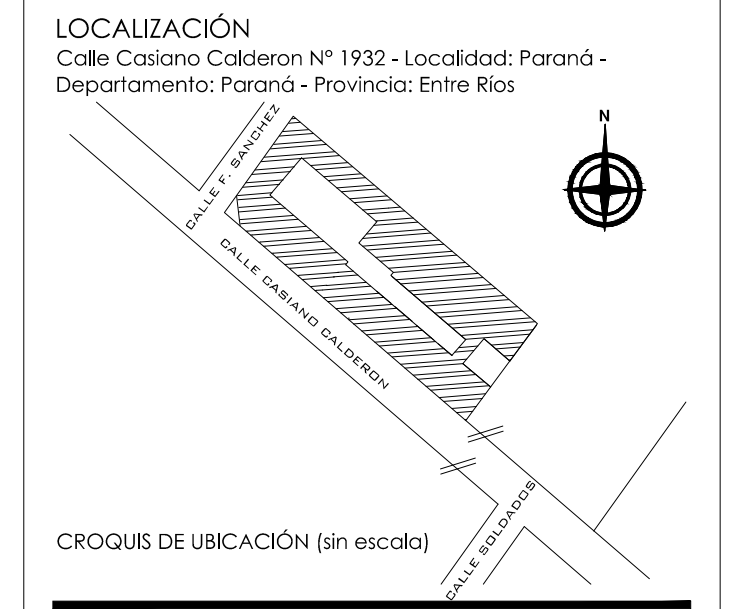 LOCALIZACIÓN
Calle Casiano Calderon N° 1932 - Localidad: Paraná -
Departamento: Paraná - Provincia: Entre Ríos
N
CALLE F. SANCHEZ
CALLE CASIANO CALDERON
CALLE SOLDADOS
CROQUIS DE UBICACIÓN (sin escala)